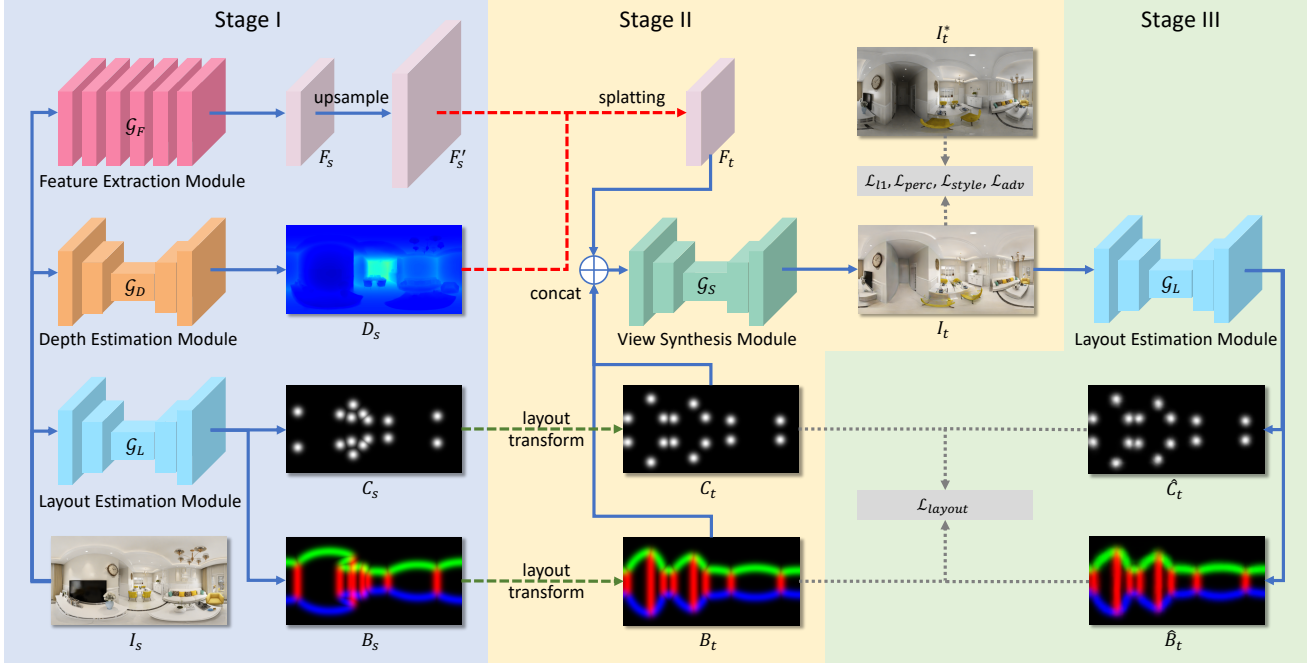 Stage I
Stage II
Stage III
𝒢_F
Feature Extraction Module
F_s
upsample
F_s′
splatting
F_t
I_t^*
ℒ_l1, ℒ_perc, ℒ_style, ℒ_adv
𝒢_D
Depth Estimation Module
D_s
concat
𝒢_S
View Synthesis Module
I_t
𝒢_L
Layout Estimation Module
𝒢_L
Layout Estimation Module
C_s
layout
transform
C_t
Ĉ_t
ℒ_layout
I_s
B_s
layout
transform
B_t
B̂_t